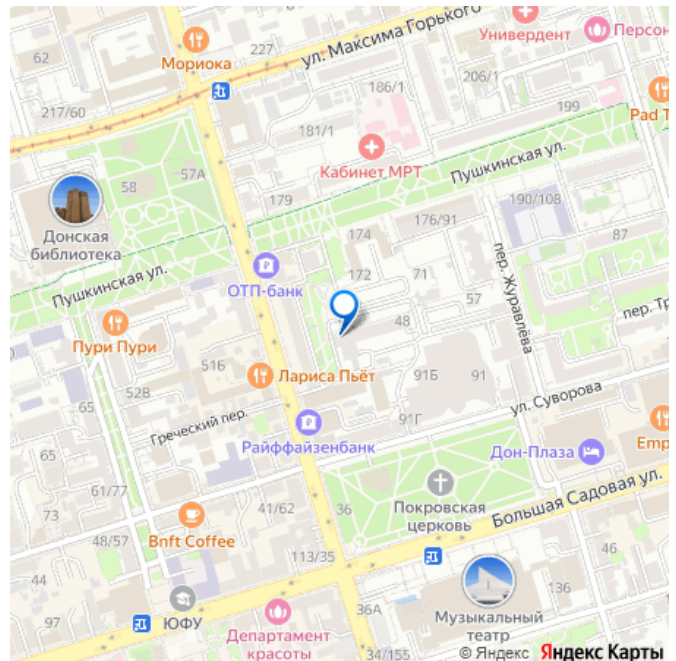 Универдент
Персон
ул. Максима Горького
227
62
Мориока
206/1
186/1
217/60
199
Pad T
181/1
Кабинет МРТ
57А
58
Пушкинская ул.
179
190/108
176/91
Донская
библиотека
174
87
ОТП-банк
172
71
пер. Журавлёва
Пушкинская ул.
57
пер. Тр
48
Пури Пури
51Б
Лариса Пьёт
91Б
91
52В
ул. Суворова
65
Греческий пер.
91Г
Райффайзенбанк
Дон-Плаза
Emp
65
61/77
Покровская
церковь
Большая Садовая ул.
41/62
36
48/57
Bnft Coffee
113/35
46
44
136
ЮФУ
36А
97
Музыкальный
театр
Департамент
красоты
34/155
© Яндекс Яндекс Карты